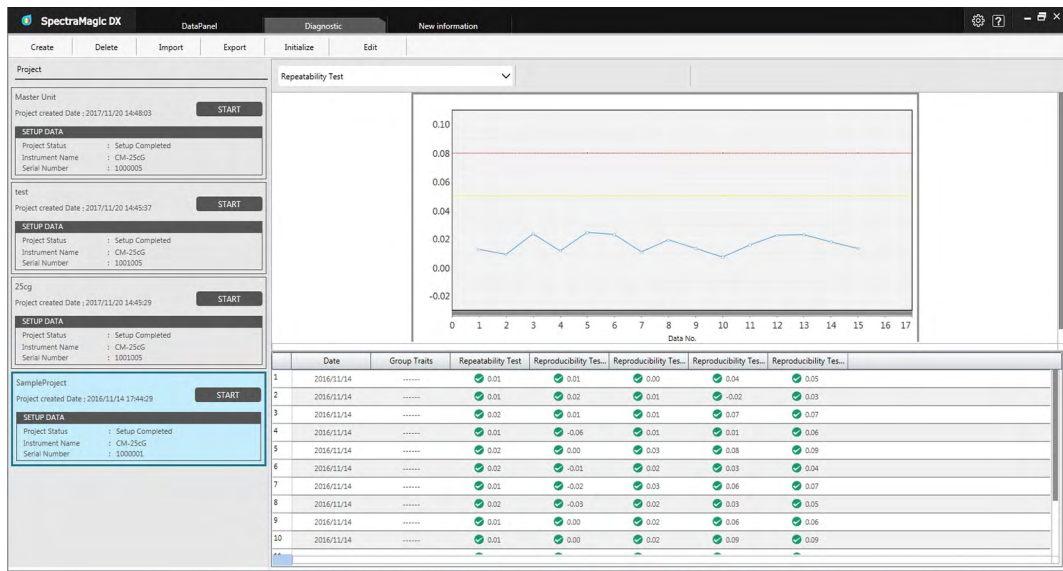 SpectraMagic DX DataPanel Diagnostic New information ?
Create Delete Import Export Initialize Edit
Project
Master Unit
Project created Date : 2017/11/20 14:48:03 START
SETUP DATA
Project Status : Setup Completed
Instrument Name : CM-25cG
Serial Number : 1000005
test
Project created Date : 2017/11/20 14:45:37 START
SETUP DATA
Project Status : Setup Completed
Instrument Name : CM-25cG
Serial Number : 1001005
25cg
Project created Date : 2017/11/20 14:45:29 START
SETUP DATA
Project Status : Setup Completed
Instrument Name : CM-25cG
Serial Number : 1001005
SampleProject
Project created Date : 2016/11/14 17:44:29 START
SETUP DATA
Project Status : Setup Completed
Instrument Name : CM-25cG
Serial Number : 1000001
Repeatability Test
0.10
0.08
0.06
0.04
0.02
0.00
-0.02
0 1 2 3 4 5 6 7 8 9 10 11 12 13 14 15 16 17
Data No.
Date Group Traits Repeatability Test Reproducibility Tes... Reproducibility Tes... Reproducibility Tes... Reproducibility Tes...
1 2016/11/14 ------ 0.01 0.01 0.00 0.04 0.05
2 2016/11/14 ------ 0.01 0.02 0.01 -0.02 0.03
3 2016/11/14 ------ 0.02 0.01 0.01 0.07 0.07
4 2016/11/14 ------ 0.01 -0.06 0.01 0.01 0.06
5 2016/11/14 ------ 0.02 0.00 0.03 0.08 0.09
6 2016/11/14 ------ 0.02 -0.01 0.02 0.03 0.04
7 2016/11/14 ------ 0.01 -0.02 0.03 0.06 0.07
8 2016/11/14 ------ 0.02 -0.03 0.02 0.03 0.05
9 2016/11/14 ------ 0.01 0.00 0.02 0.06 0.06
10 2016/11/14 ------ 0.01 0.00 0.02 0.09 0.09